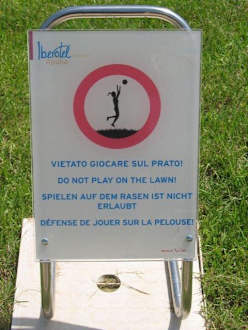 Iberotel
VIETATO GIOCARE SUL PRATO!
DO NOT PLAY ON THE LAWN!
SPIELEN AUF DEM RASEN IST NICHT
ERLAUBT
DÉFENSE DE JOUER SUR LA PELOUSE!